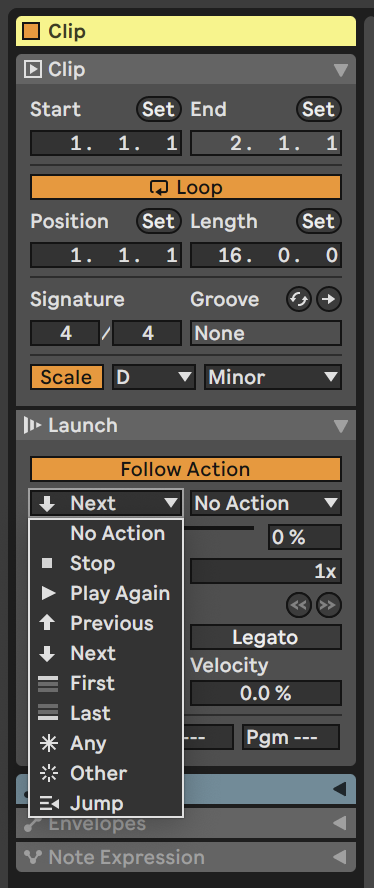 Clip
Clip
Start Set End Set
1. 1. 1 2. 1. 1
Loop
Position Set Length Set
1. 1. 1 16. 0. 0
Signature Groove
4 / 4 None
Scale D Minor
Launch
Follow Action
Next No Action
No Action 0 %
Stop 1x
Play Again
Previous Legato
Next Velocity
First 0.0 %
Last
Any --- Pgm ---
Other
Jump
Envelopes
Note Expression